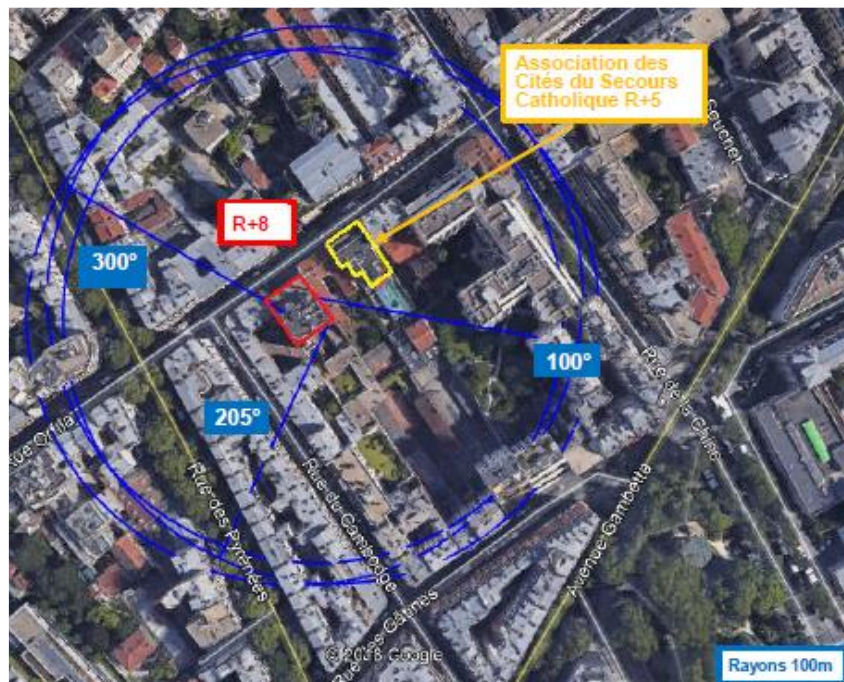 Association des
Cités du Secours
Catholique R+5
Souchet
R+8
300°
100°
205°
Rue Orfila
Rue de la Chine
Rue des Pyrénées
Rue du Cambodge
Avenue Gambetta
Rue des Gâtines
© 2018 Google
Rayons 100m